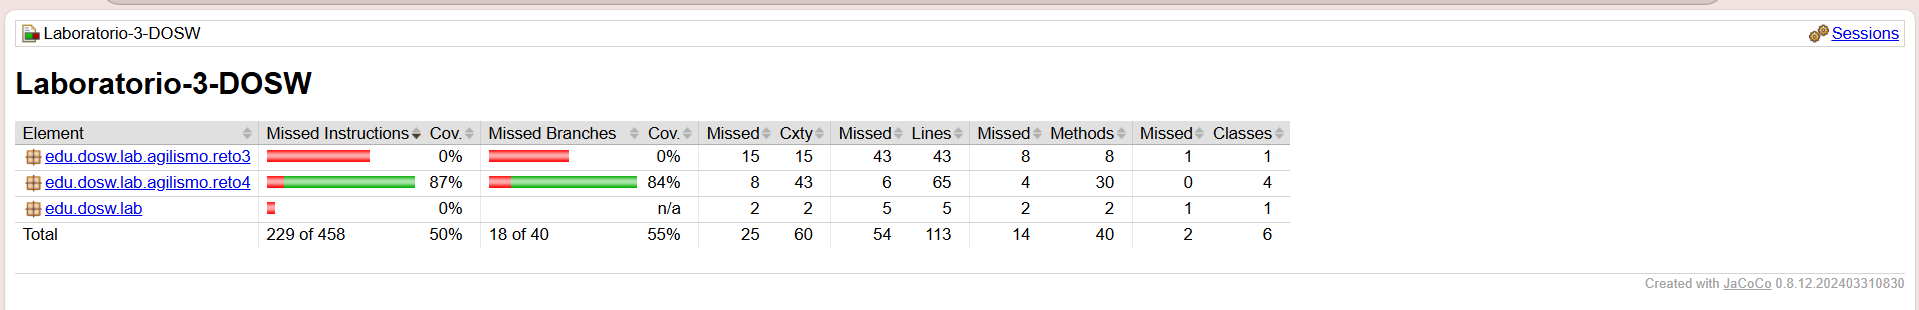 Laboratorio-3-DOSW Sessions
Laboratorio-3-DOSW
Element Missed Instructions Cov. Missed Branches Cov. Missed Cxty Missed Lines Missed Methods Missed Classes
edu.dosw.lab.agilismo.reto3 0% 0% 15 15 43 43 8 8 1 1
edu.dosw.lab.agilismo.reto4 87% 84% 8 43 6 65 4 30 0 4
edu.dosw.lab 0% n/a 2 2 5 5 2 2 1 1
Total 229 of 458 50% 18 of 40 55% 25 60 54 113 14 40 2 6
Created with JaCoCo 0.8.12.202403310830